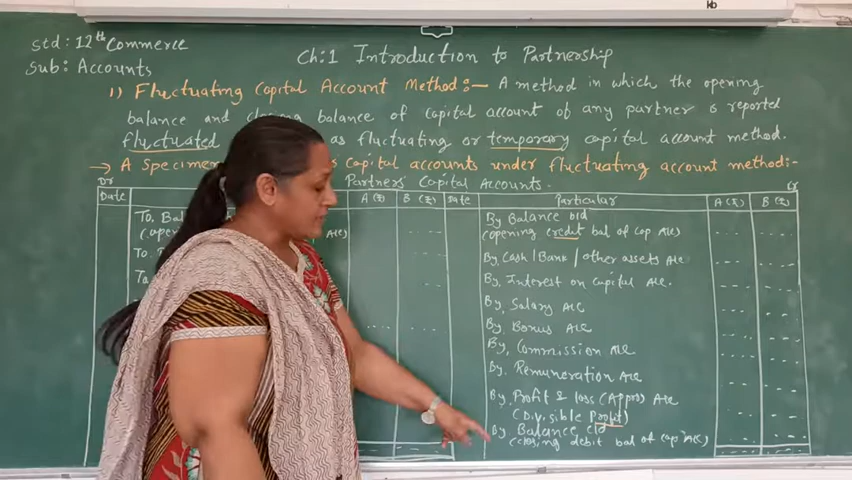 Hb
std: 12th Commerce
Sub: Accounts
Ch:1 Introduction to Partnership
1) Fluctuating Capital Account Method:— A method in which the opening
balance and balance of capital account of any partner is reported
fluctuated as fluctuating or temporary capital account method.
→ A Specimen Capital accounts under fluctuating account method:-
Dr Partners' Capital Accounts. Cr
Date A (₹) B (₹) Date Particular A (₹) B (₹)
To. By Balance b/d
(opening credit bal of cap A/c)
To. By, Cash / Bank / other assets A/c
To By, Interest on Capital A/c.
By, Salary A/c
By, Bonus A/c
By, Commission A/c
By. Remuneration A/c
By, Profit & loss (Appro) A/c
(Divisible Profit)
By Balance c/d
(closing debit bal of cap A/c)